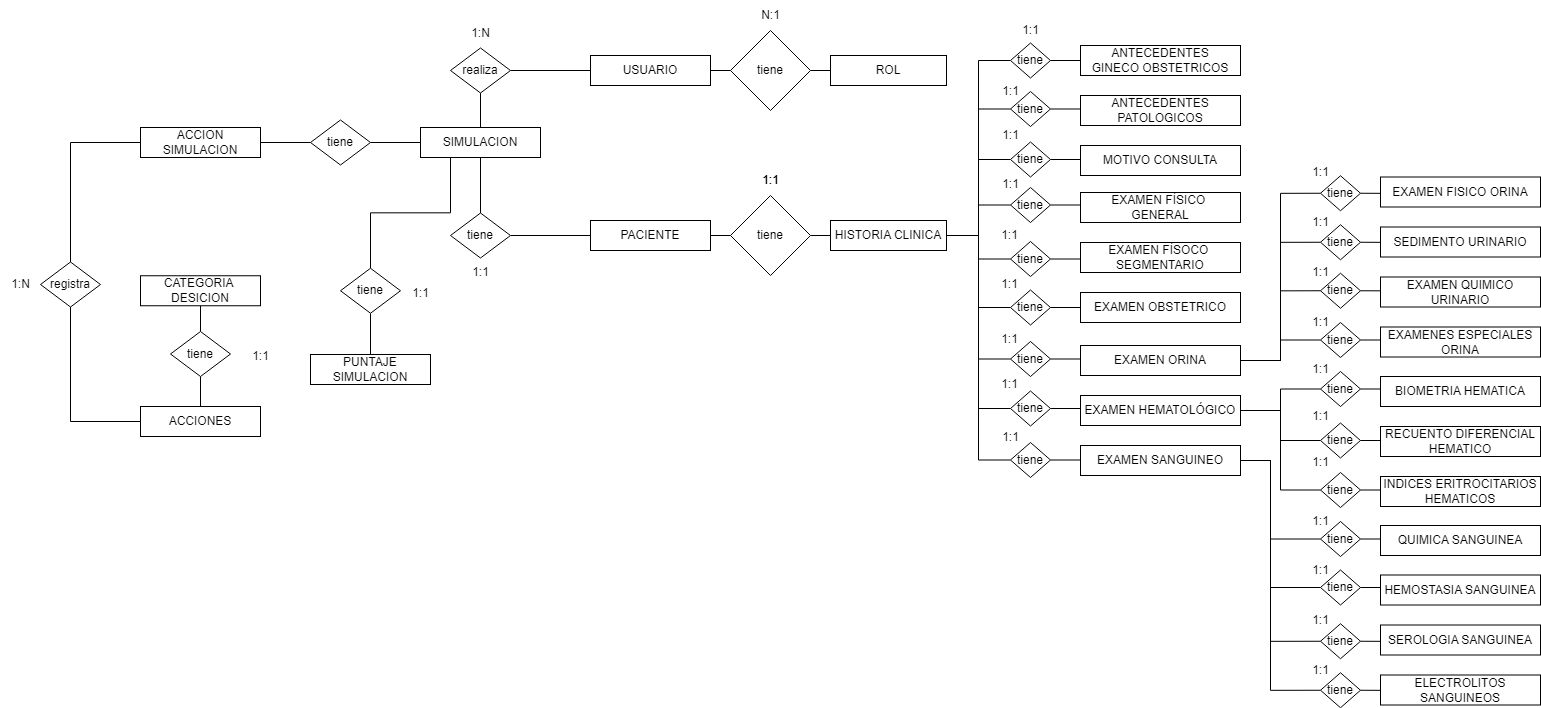 N:1
1:N
realiza
USUARIO
tiene
ROL
ACCION
SIMULACION
tiene
SIMULACION
1:1
tiene
PACIENTE
tiene
HISTORIA CLINICA
1:1
1:N
registra
CATEGORIA
DESICION
tiene
1:1
ACCIONES
tiene
1:1
PUNTAJE
SIMULACION
1:1
tiene
ANTECEDENTES
GINECO OBSTETRICOS
1:1
tiene
ANTECEDENTES
PATOLOGICOS
1:1
tiene
MOTIVO CONSULTA
1:1
tiene
EXAMEN FÍSICO
GENERAL
1:1
tiene
EXAMEN FÍSOCO
SEGMENTARIO
1:1
tiene
EXAMEN OBSTETRICO
1:1
tiene
EXAMEN ORINA
1:1
tiene
EXAMEN HEMATOLÓGICO
1:1
tiene
EXAMEN SANGUINEO
1:1
tiene
EXAMEN FISICO ORINA
1:1
tiene
SEDIMENTO URINARIO
1:1
tiene
EXAMEN QUIMICO
URINARIO
1:1
tiene
EXAMENES ESPECIALES
ORINA
1:1
tiene
BIOMETRIA HEMATICA
1:1
tiene
RECUENTO DIFERENCIAL
HEMATICO
1:1
tiene
INDICES ERITROCITARIOS
HEMATICOS
1:1
tiene
QUIMICA SANGUINEA
1:1
tiene
HEMOSTASIA SANGUINEA
1:1
tiene
SEROLOGIA SANGUINEA
1:1
tiene
ELECTROLITOS
SANGUINEOS